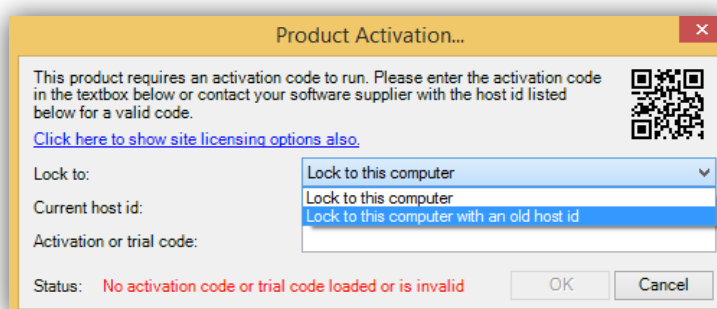 Product Activation...
This product requires an activation code to run. Please enter the activation code
in the textbox below or contact your software supplier with the host id listed
below for a valid code.
Click here to show site licensing options also.
Lock to: Lock to this computer
Lock to this computer
Current host id:
Lock to this computer with an old host id
Activation or trial code:
Status: No activation code or trial code loaded or is invalid OK Cancel